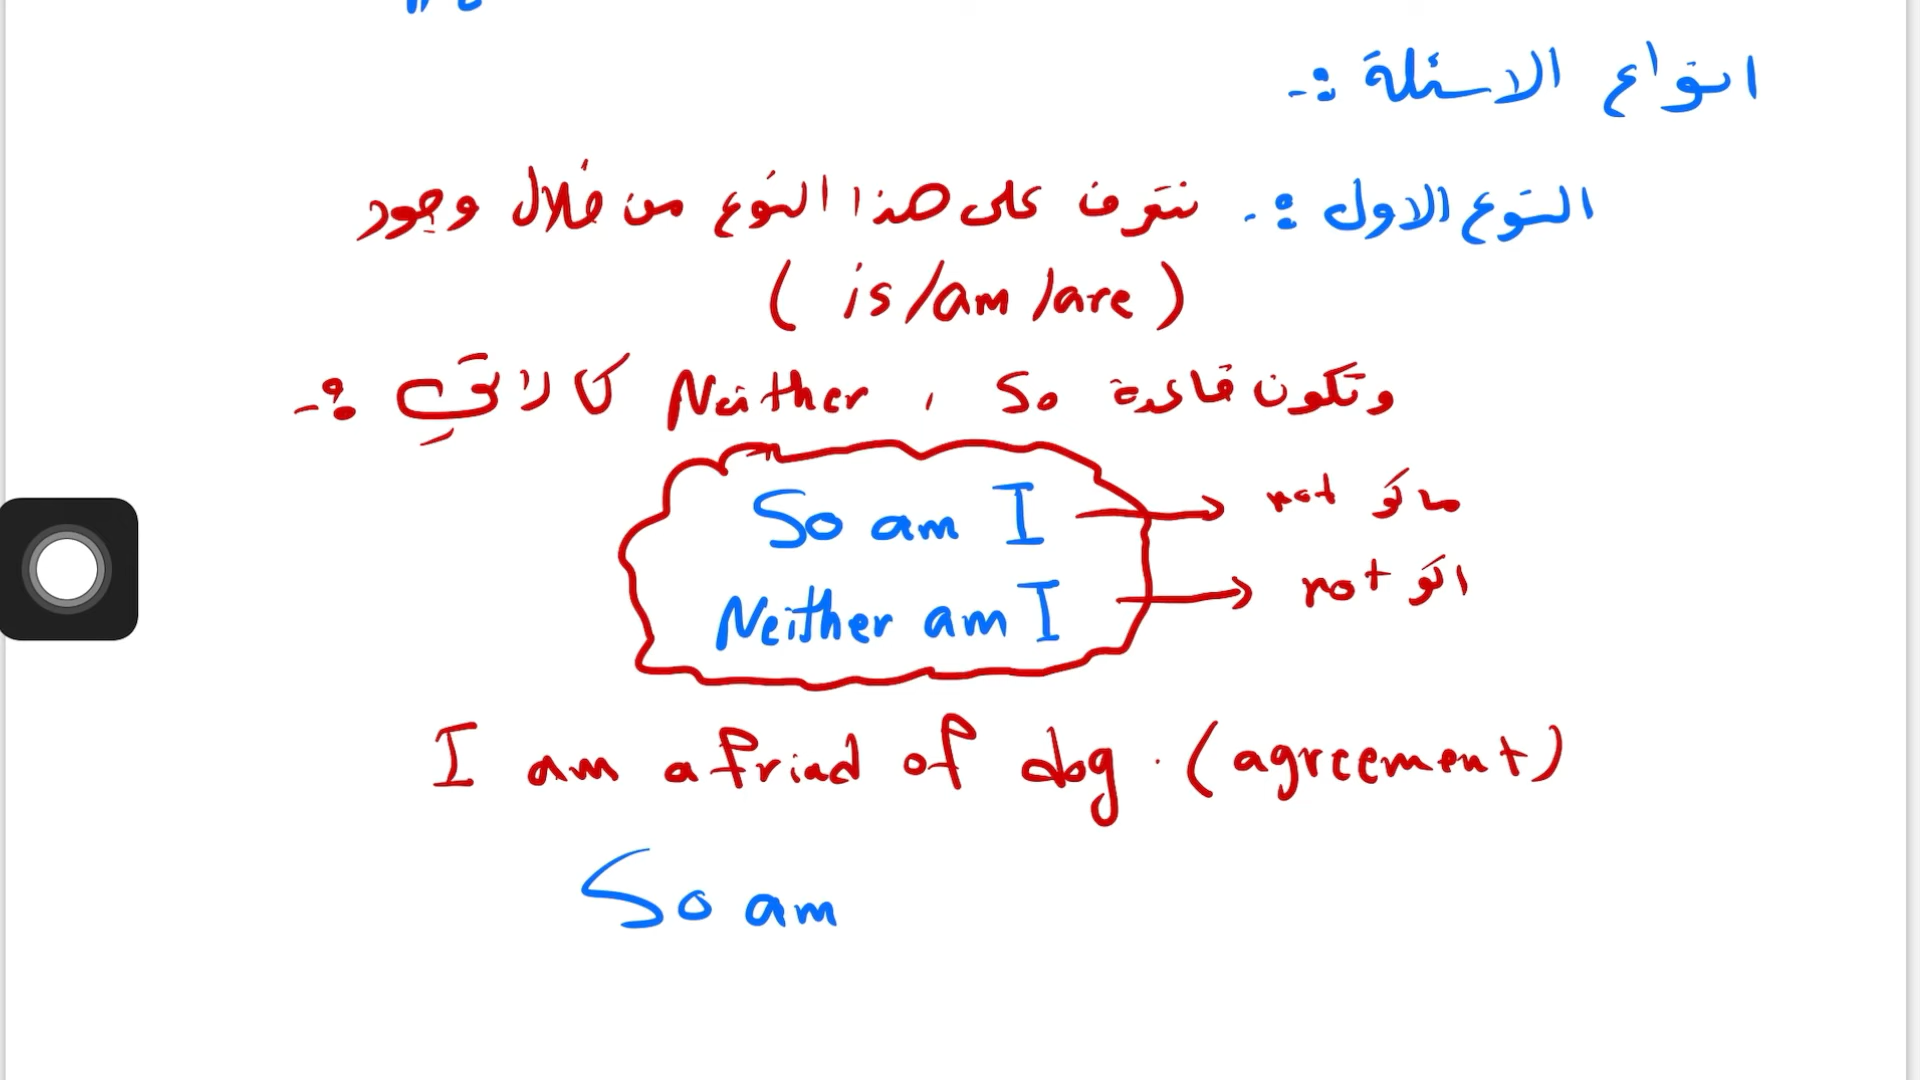 انواع الاسئلة :-
النوع الاول :- نتعرف على هذا النوع من خلال وجود
( is/am/are )
وتكون قاعدة So ، Neither كالاتي :-
So am I → not ماكو
Neither am I → not اكو
I am afriad of dog . (agreement)
So am